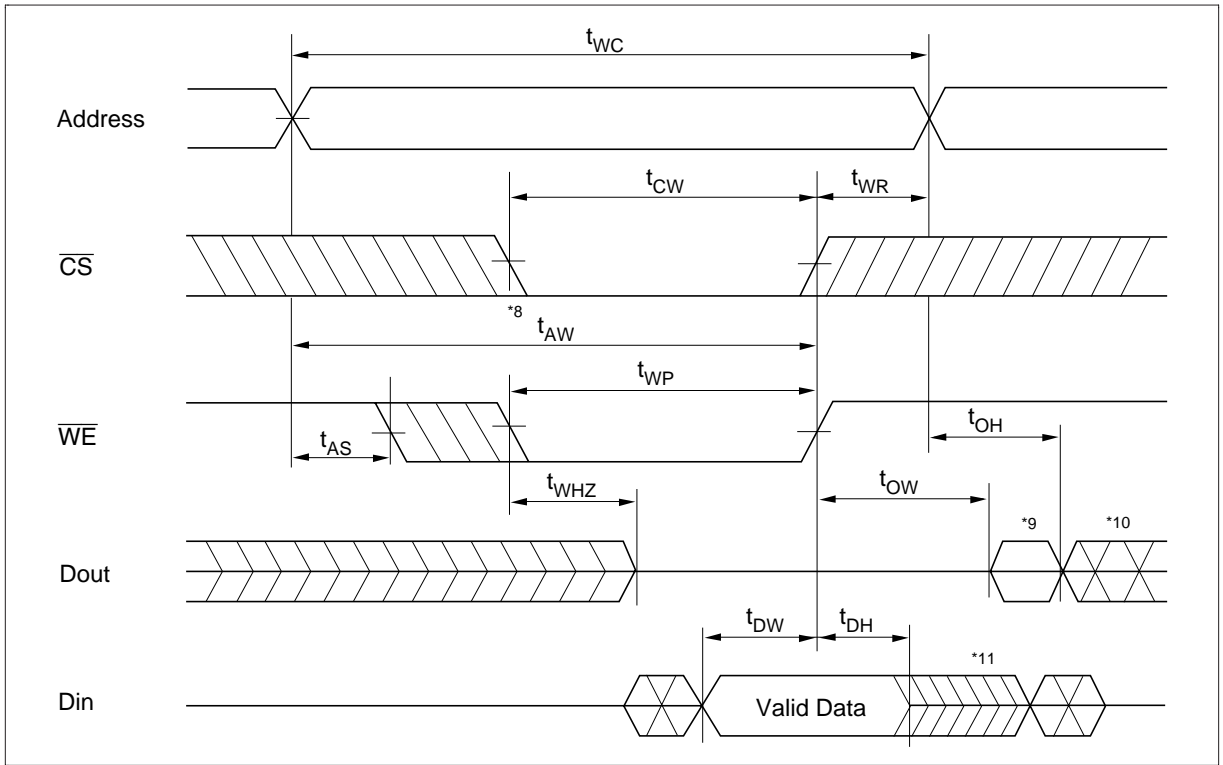 tWC
Address
tCW
tWR
CS
*8
tAW
tWP
WE
tAS
tOH
tWHZ
tOW
*9
*10
Dout
tDW
tDH
*11
Din
Valid Data